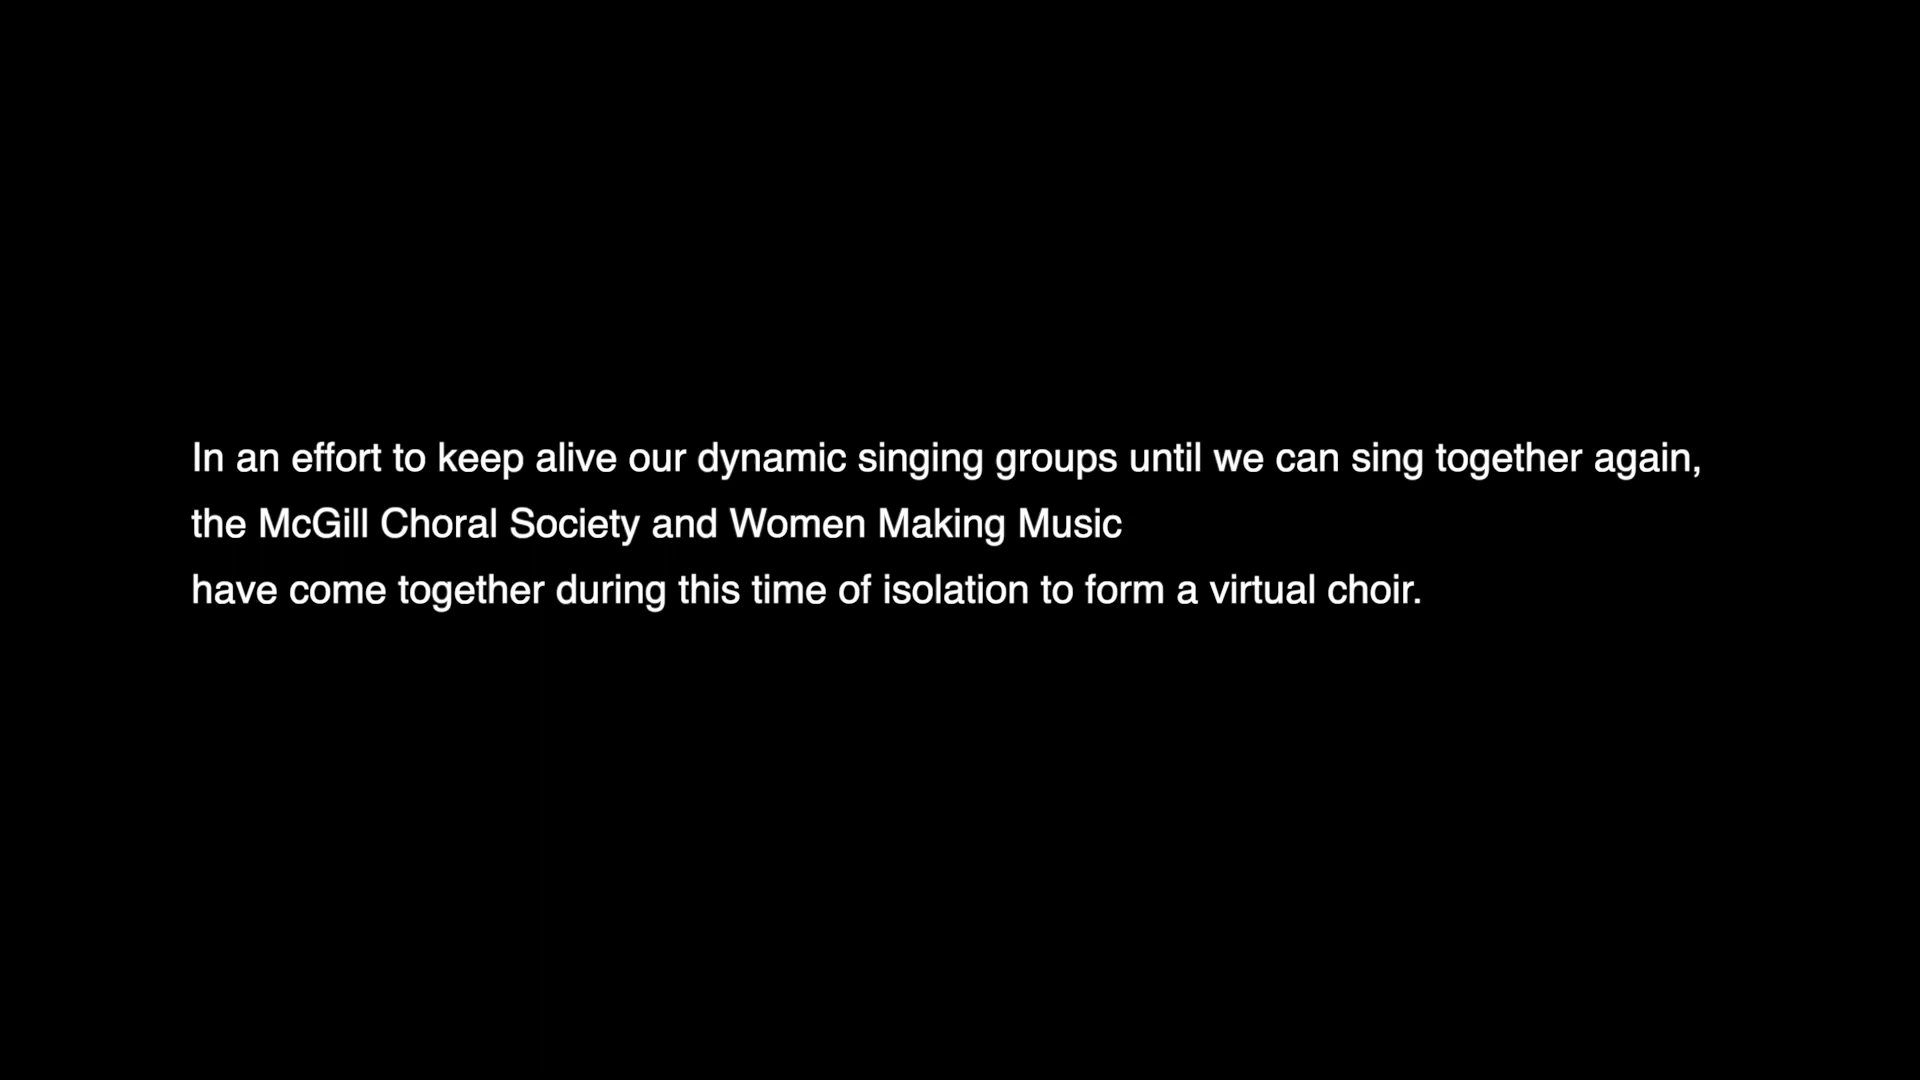 In an effort to keep alive our dynamic singing groups until we can sing together again,
the McGill Choral Society and Women Making Music
have come together during this time of isolation to form a virtual choir.